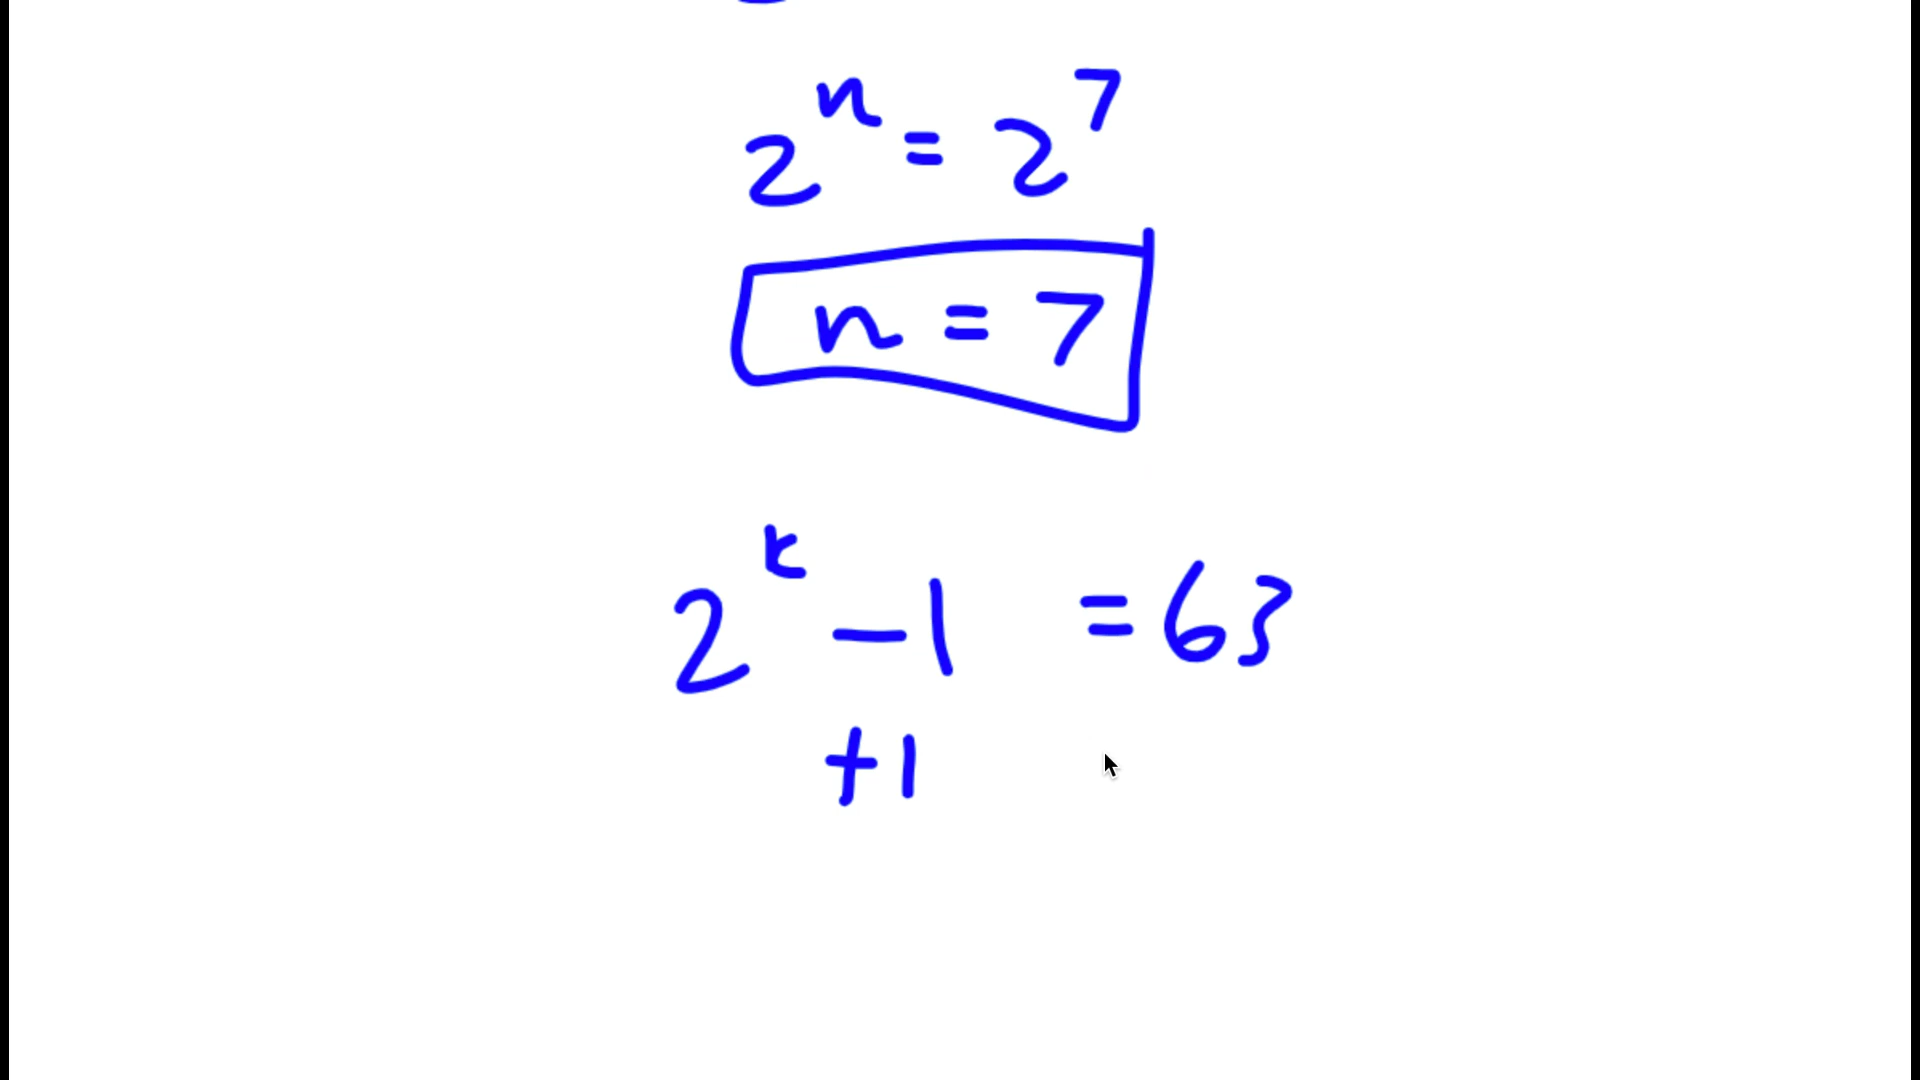 2^n = 2^7
n = 7
2^k - 1 = 63
+1